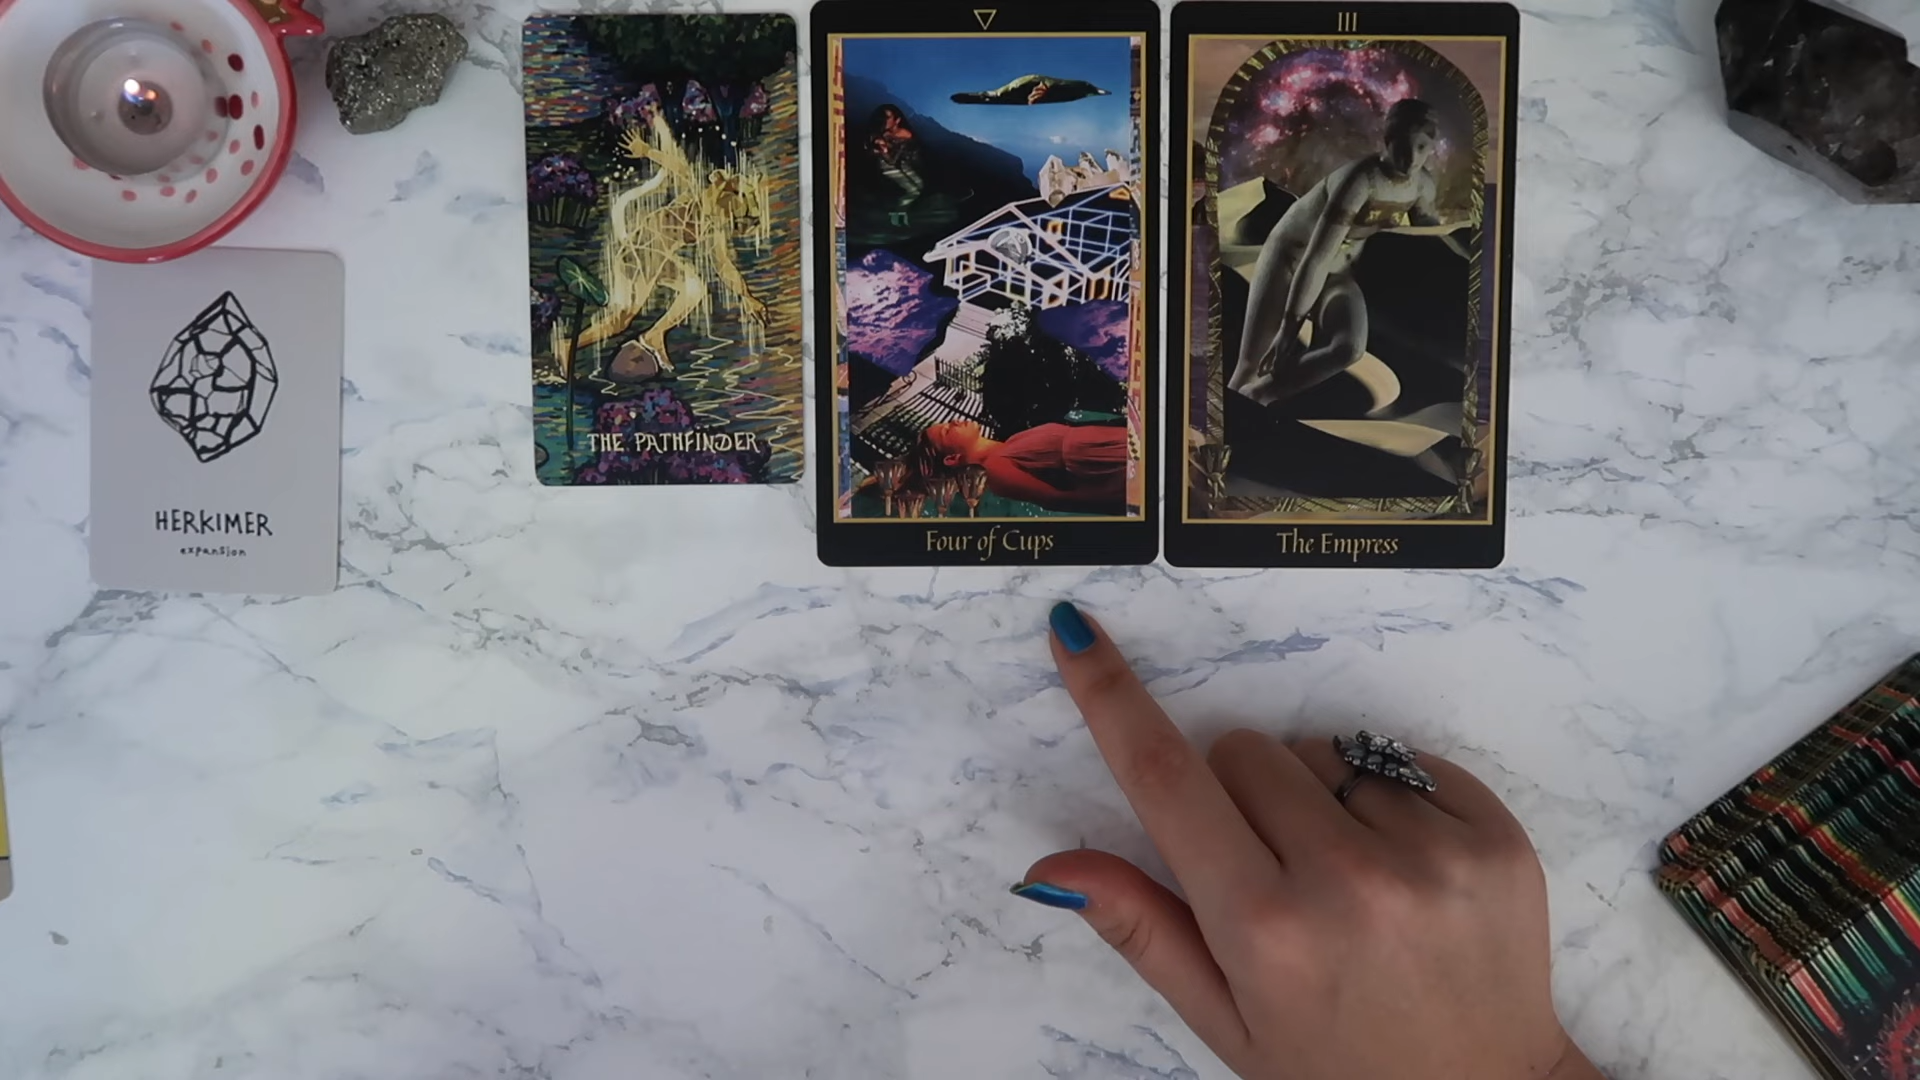 HERKIMER
expansion
THE PATHFINDER
Four of Cups
III
The Empress